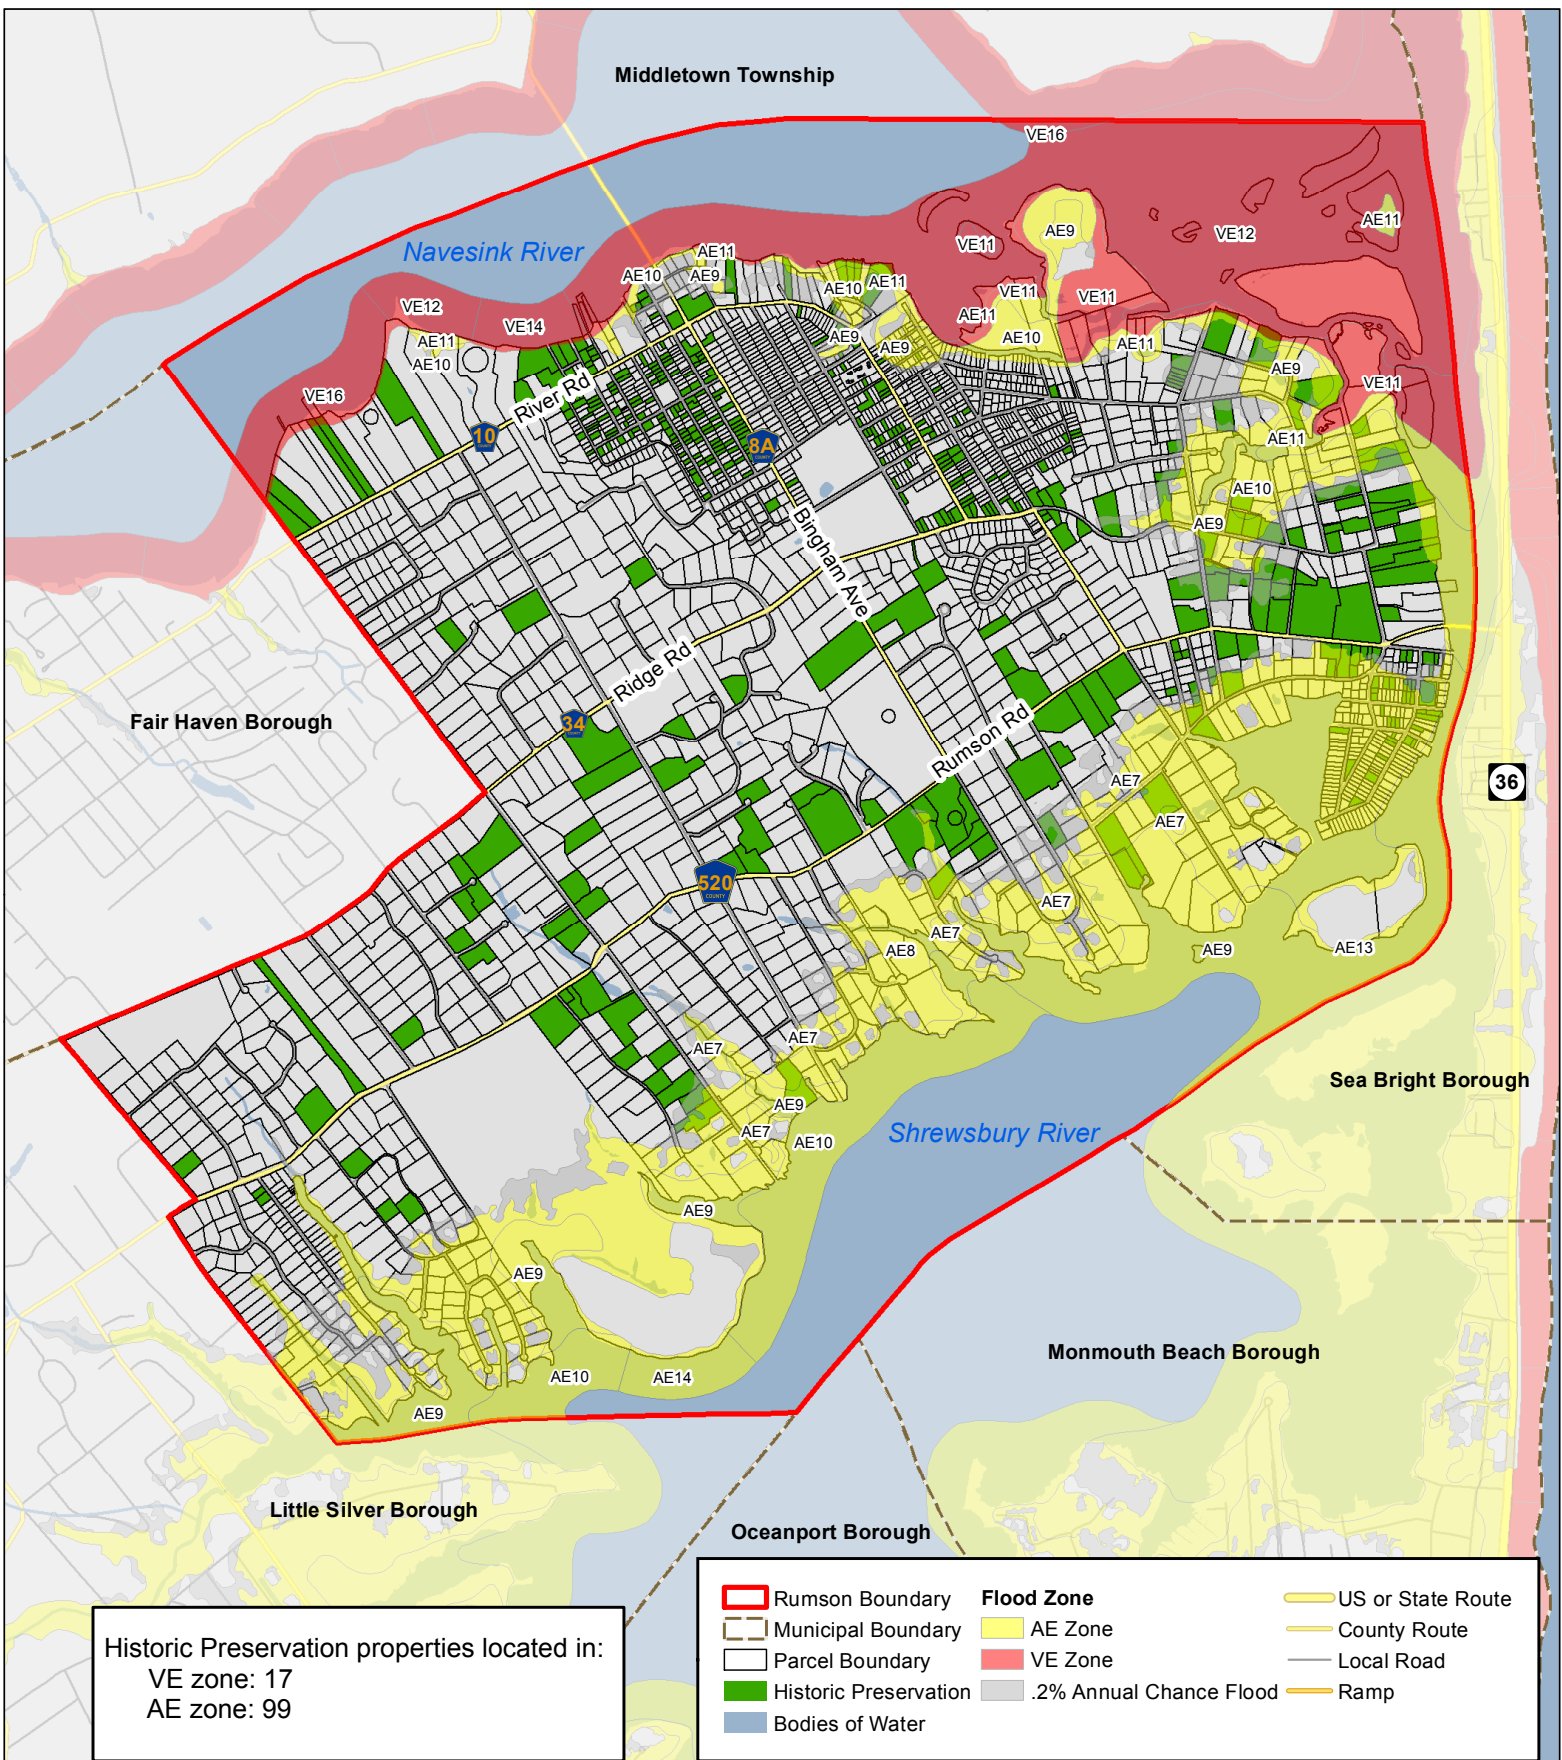 Middletown Township
VE16
Navesink River
AE11
AE9
VE11
VE12
AE11
AE10
AE9
AE10
AE11
VE11
VE11
VE12
AE11
VE14
AE11
AE10
AE9
AE9
AE10
AE11
AE9
VE11
VE16
River Rd
10
8A
COUNTY
AE11
AE10
AE9
Bingham Ave
Ridge Rd
34
Fair Haven Borough
Rumson Rd
AE7
36
AE7
520
COUNTY
AE7
AE7
AE8
AE9
AE13
AE7
AE7
Sea Bright Borough
AE9
AE7
AE10
Shrewsbury River
AE9
AE9
Monmouth Beach Borough
AE10
AE14
AE9
Little Silver Borough
Oceanport Borough
Historic Preservation properties located in:
VE zone: 17
AE zone: 99
Rumson Boundary
Municipal Boundary
Parcel Boundary
Historic Preservation
Bodies of Water
Flood Zone
AE Zone
VE Zone
.2% Annual Chance Flood
US or State Route
County Route
Local Road
Ramp